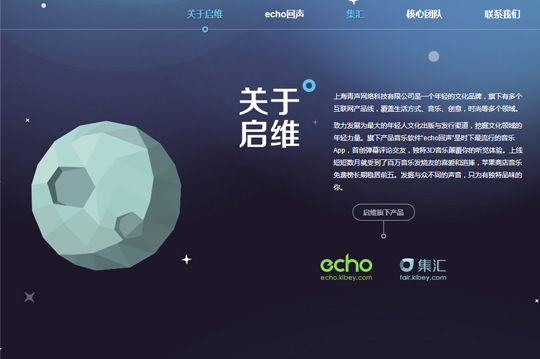 关于启维 echo回声 集汇 核心团队 联系我们
关于
启维
上海青声网络科技有限公司是一个年轻的文化品牌，旗下有多个
互联网产品线，覆盖生活方式、音乐、创意，时尚等多个领域。
致力发展为最大的年轻人文化出版与发行渠道，挖掘文化领域的
年轻力量。旗下产品音乐软件“echo回声”是时下最流行的音乐
App，首创弹幕评论交友，独特3D音乐颠覆你的听觉体验。上线
短短数月就受到了百万音乐发烧友的喜爱和追捧，苹果商店音乐
免费榜长期稳居前五。发掘与众不同的声音，只为有独特品味的
你。
启维旗下产品
echo 集汇
echo.kibey.com fair.kibey.com